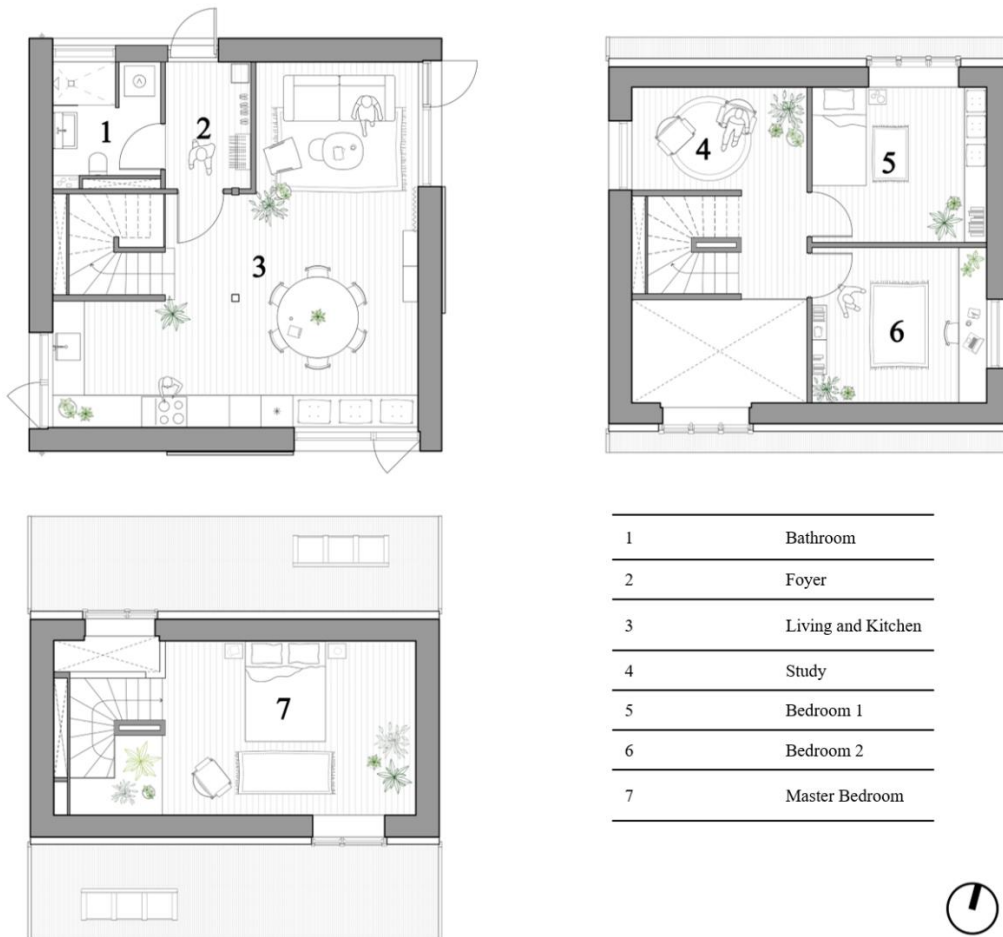 1
2
3
4
5
6
7
1 Bathroom
2 Foyer
3 Living and Kitchen
4 Study
5 Bedroom 1
6 Bedroom 2
7 Master Bedroom